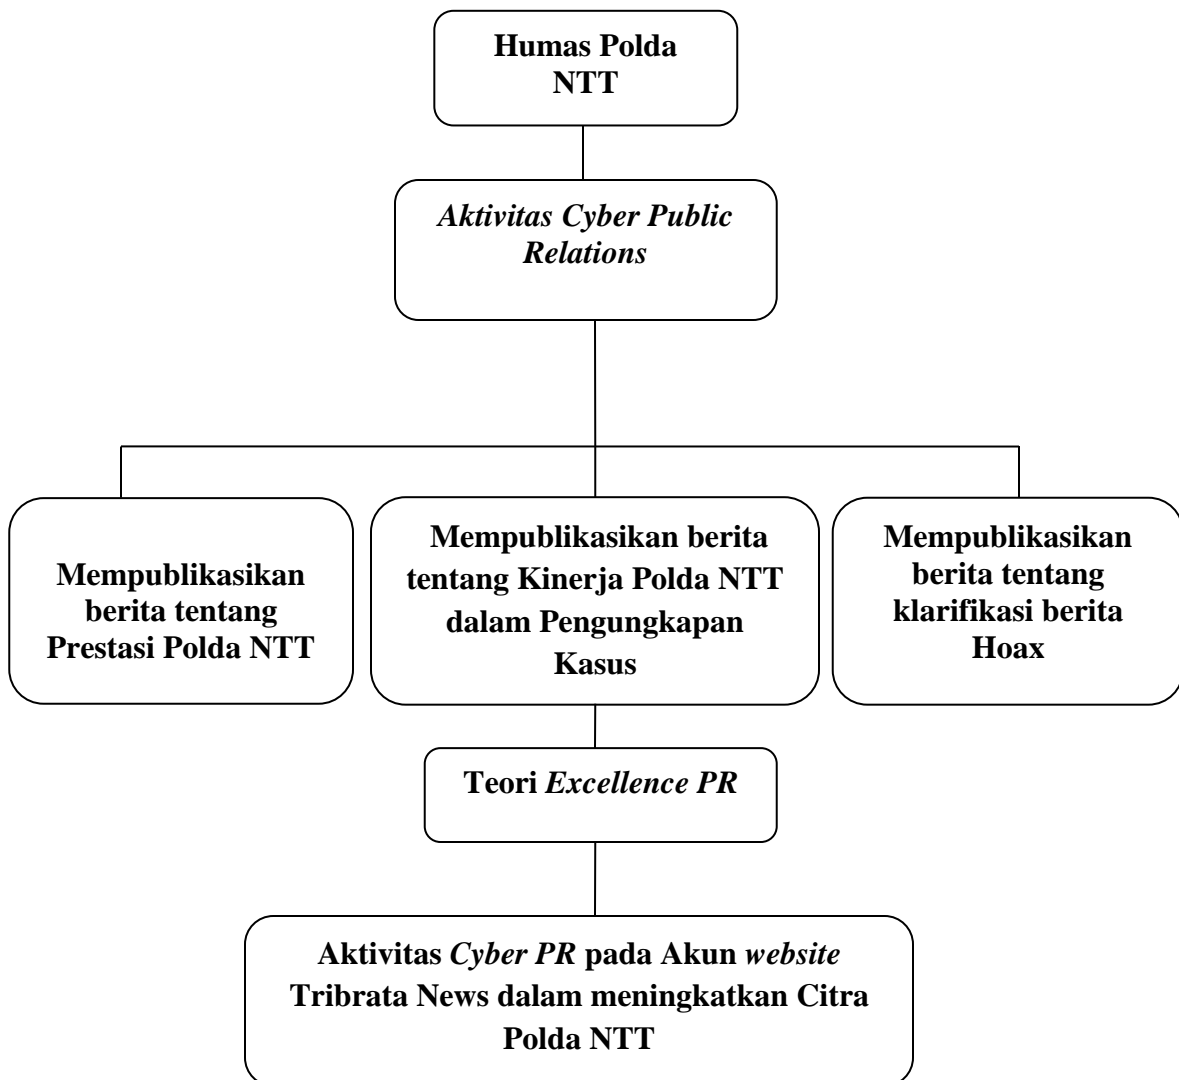 Humas Polda
NTT
Aktivitas Cyber Public
Relations
Mempublikasikan
berita tentang
Prestasi Polda NTT
Mempublikasikan berita
tentang Kinerja Polda NTT
dalam Pengungkapan
Kasus
Mempublikasikan
berita tentang
klarifikasi berita
Hoax
Teori Excellence PR
Aktivitas Cyber PR pada Akun website
Tribrata News dalam meningkatkan Citra
Polda NTT